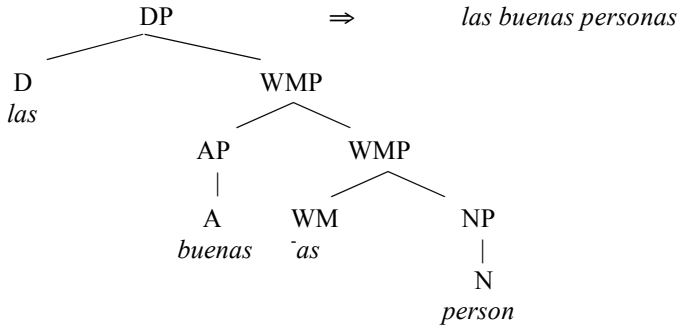 DP ⇒ las buenas personas
D WMP
las
AP WMP
A WM NP
buenas -as
N
person